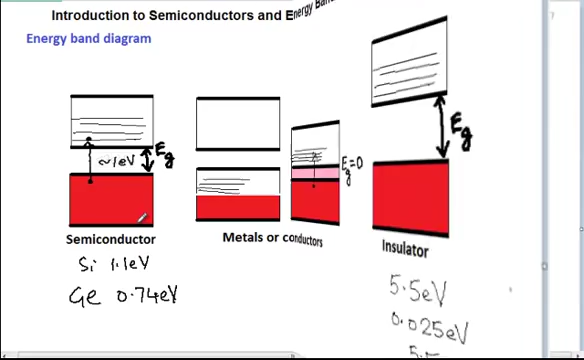 Introduction to Semiconductors and Energy Band
Energy band diagram
Eg
~1eV
Eg=0
Eg
Semiconductor
Metals or conductors
Insulator
Si 1.1eV
Ge 0.74eV
5.5eV
0.025eV